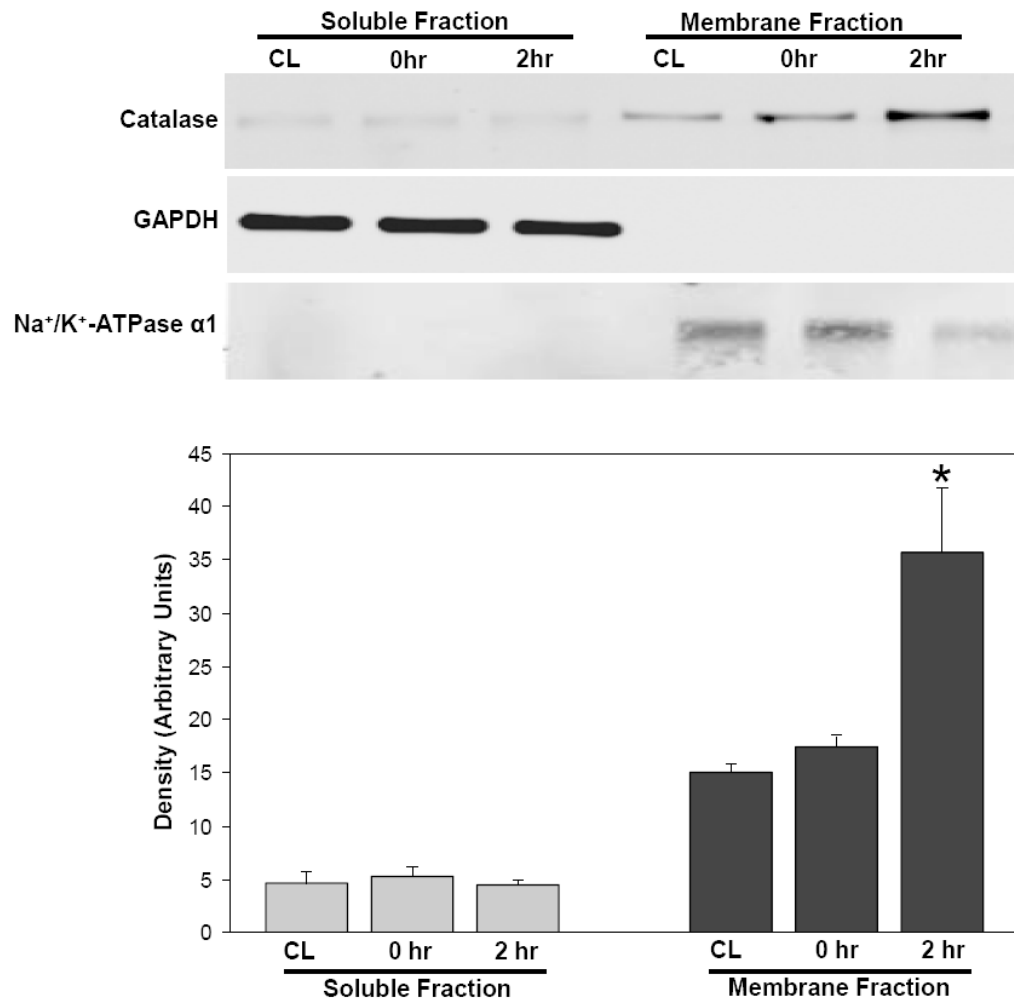 Soluble Fraction Membrane Fraction
CL 0hr 2hr CL 0hr 2hr
Catalase
GAPDH
Na⁺/K⁺-ATPase α1
45
40
35
30
25
20
15
10
5
0
Density (Arbitrary Units)
*
CL 0 hr 2 hr CL 0 hr 2 hr
Soluble Fraction Membrane Fraction